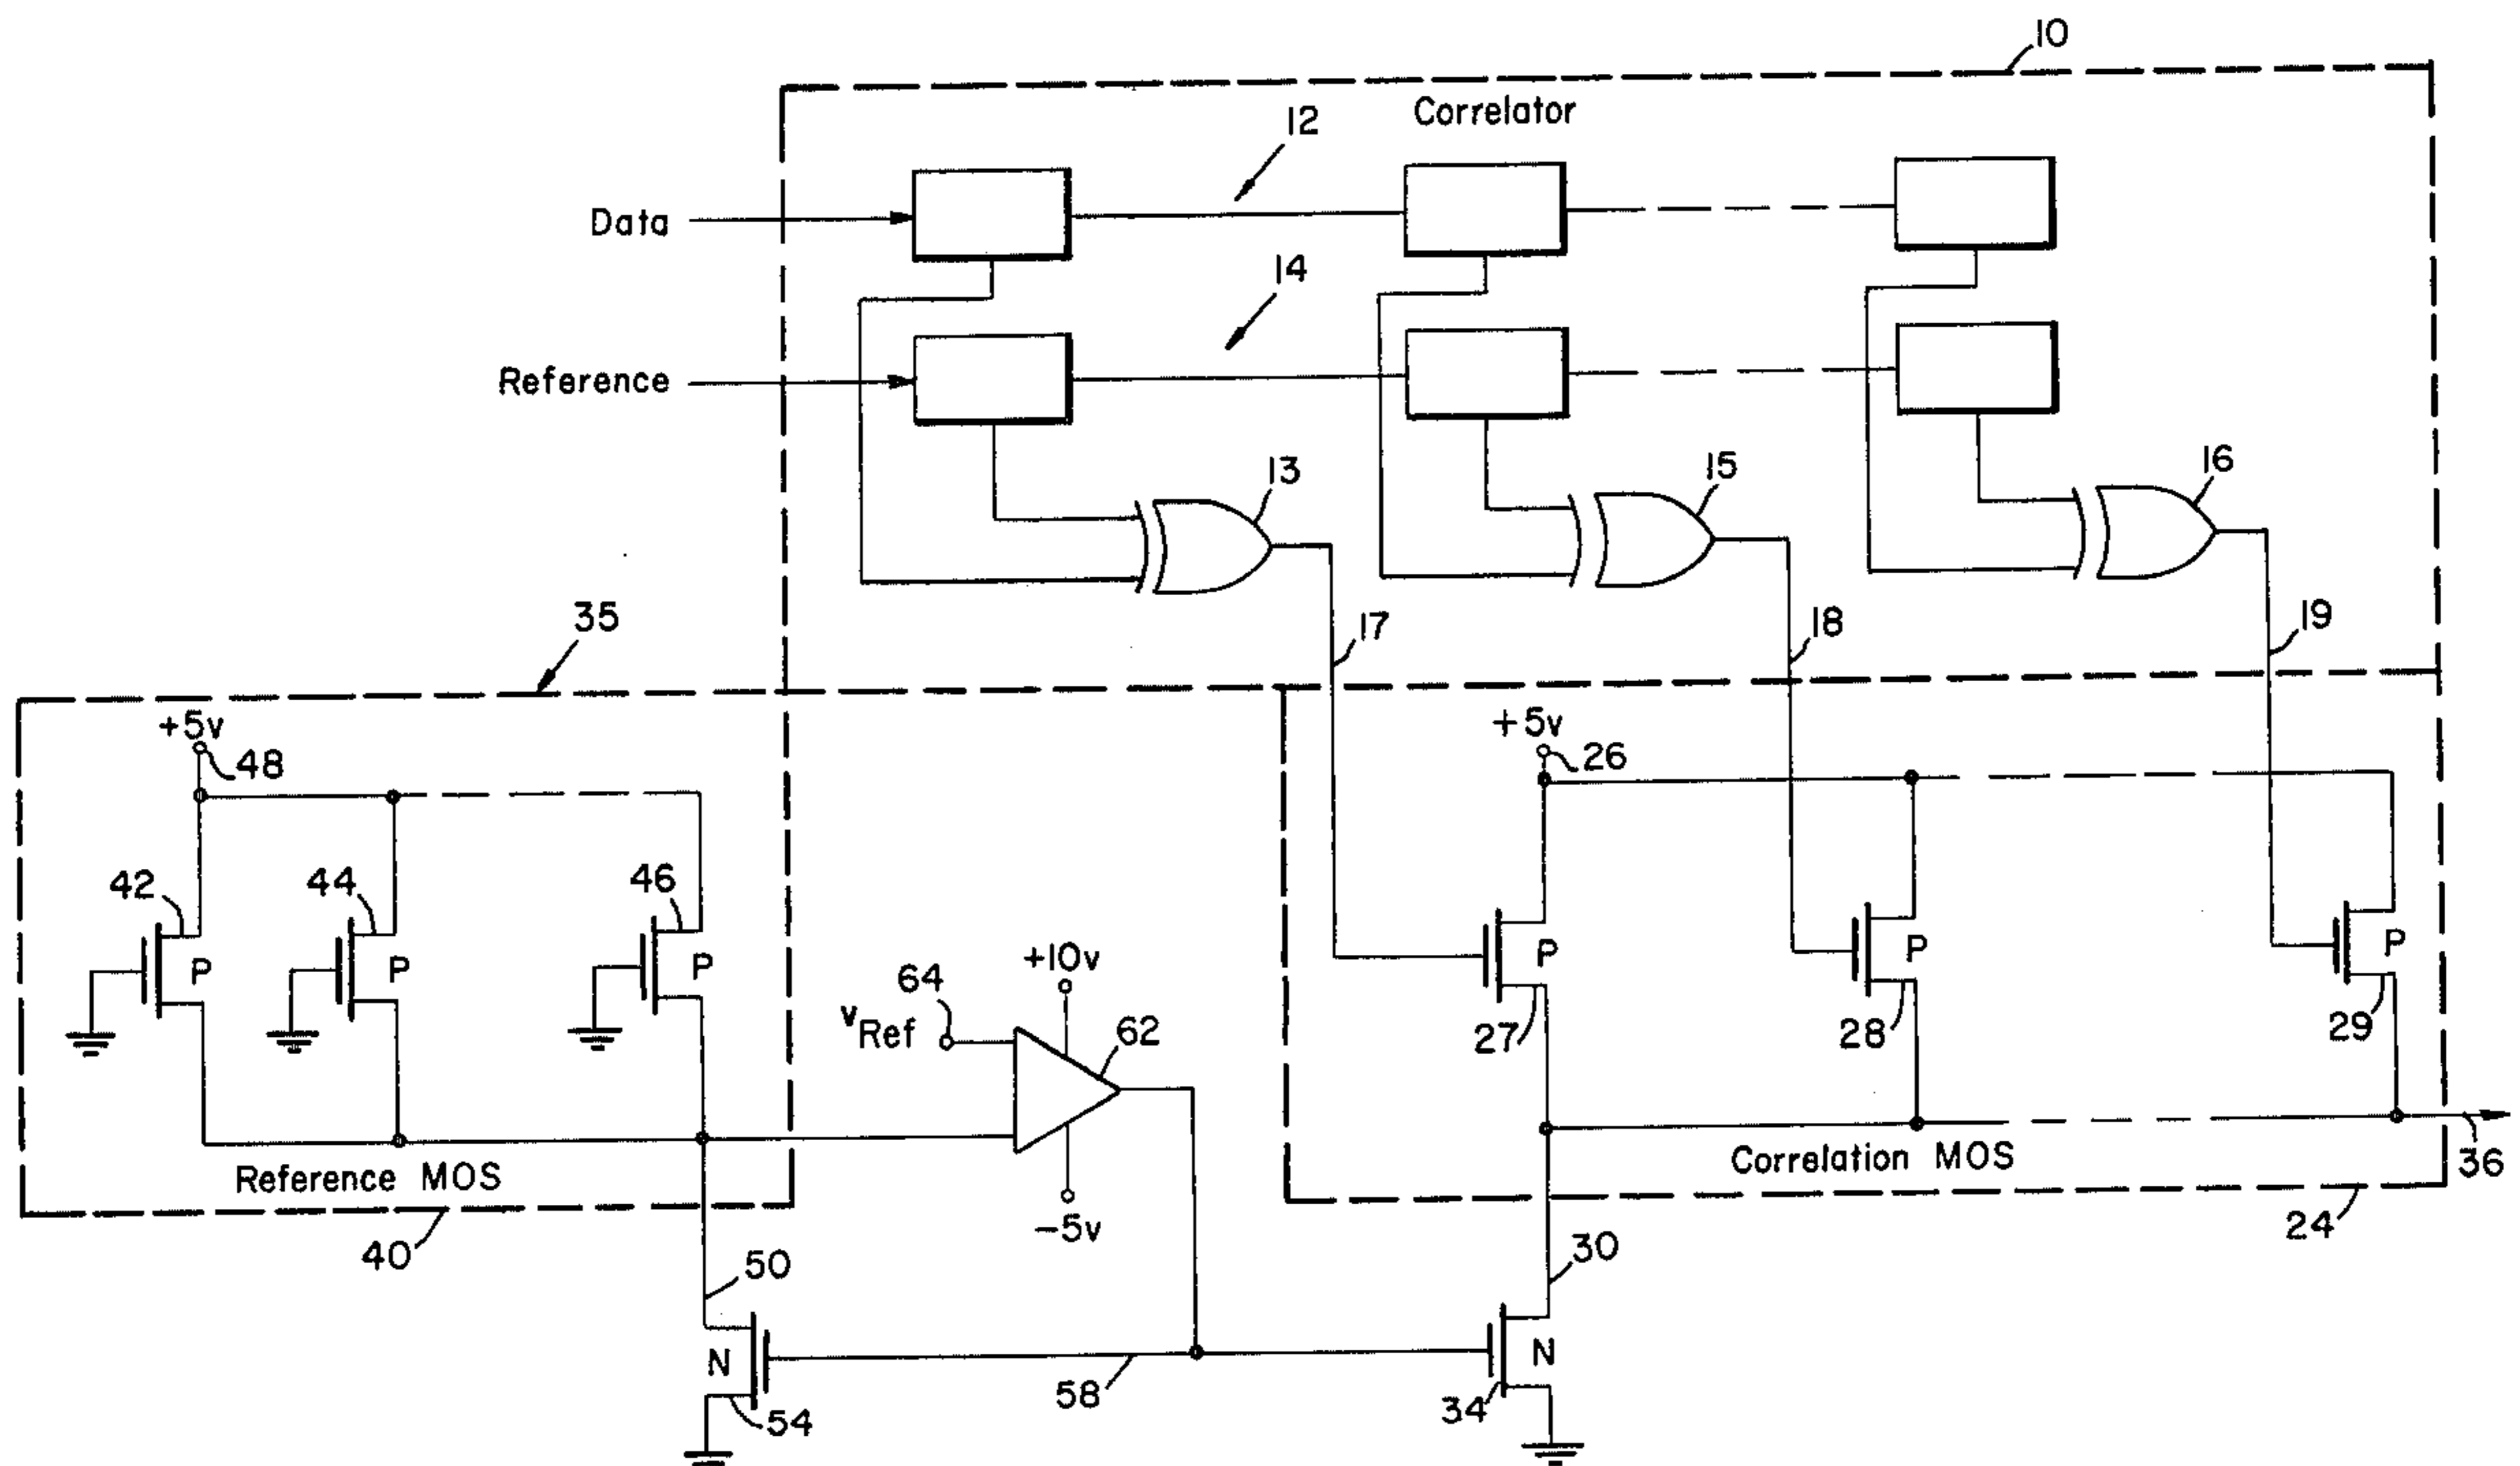 10
Correlator
12
Data
14
Reference
13
15
16
35
17
18
19
+5v
48
+5v
26
42
44
46
P
P
P
64
+10v
P
P
P
VRef
62
27
28
29
Reference MOS
Correlation MOS
36
40
-5v
24
50
30
N
N
58
34
54